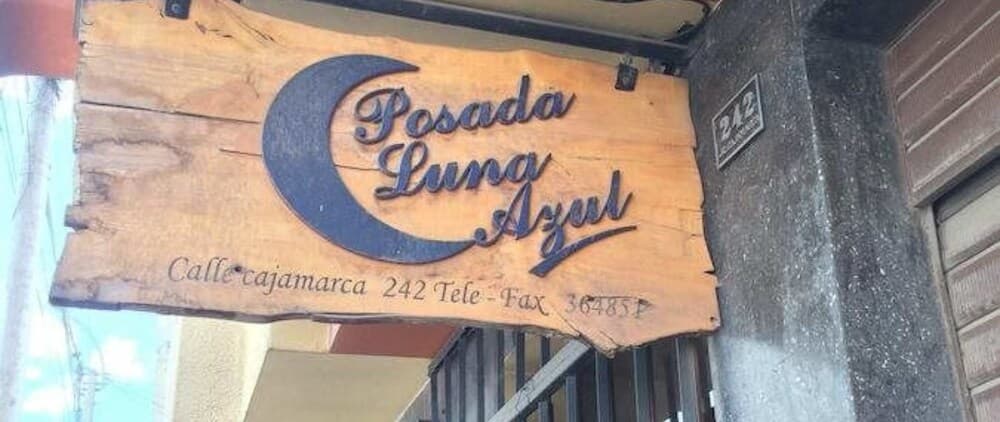 Posada
Luna
Azul
Calle cajamarca 242 Tele - Fax 364851
242